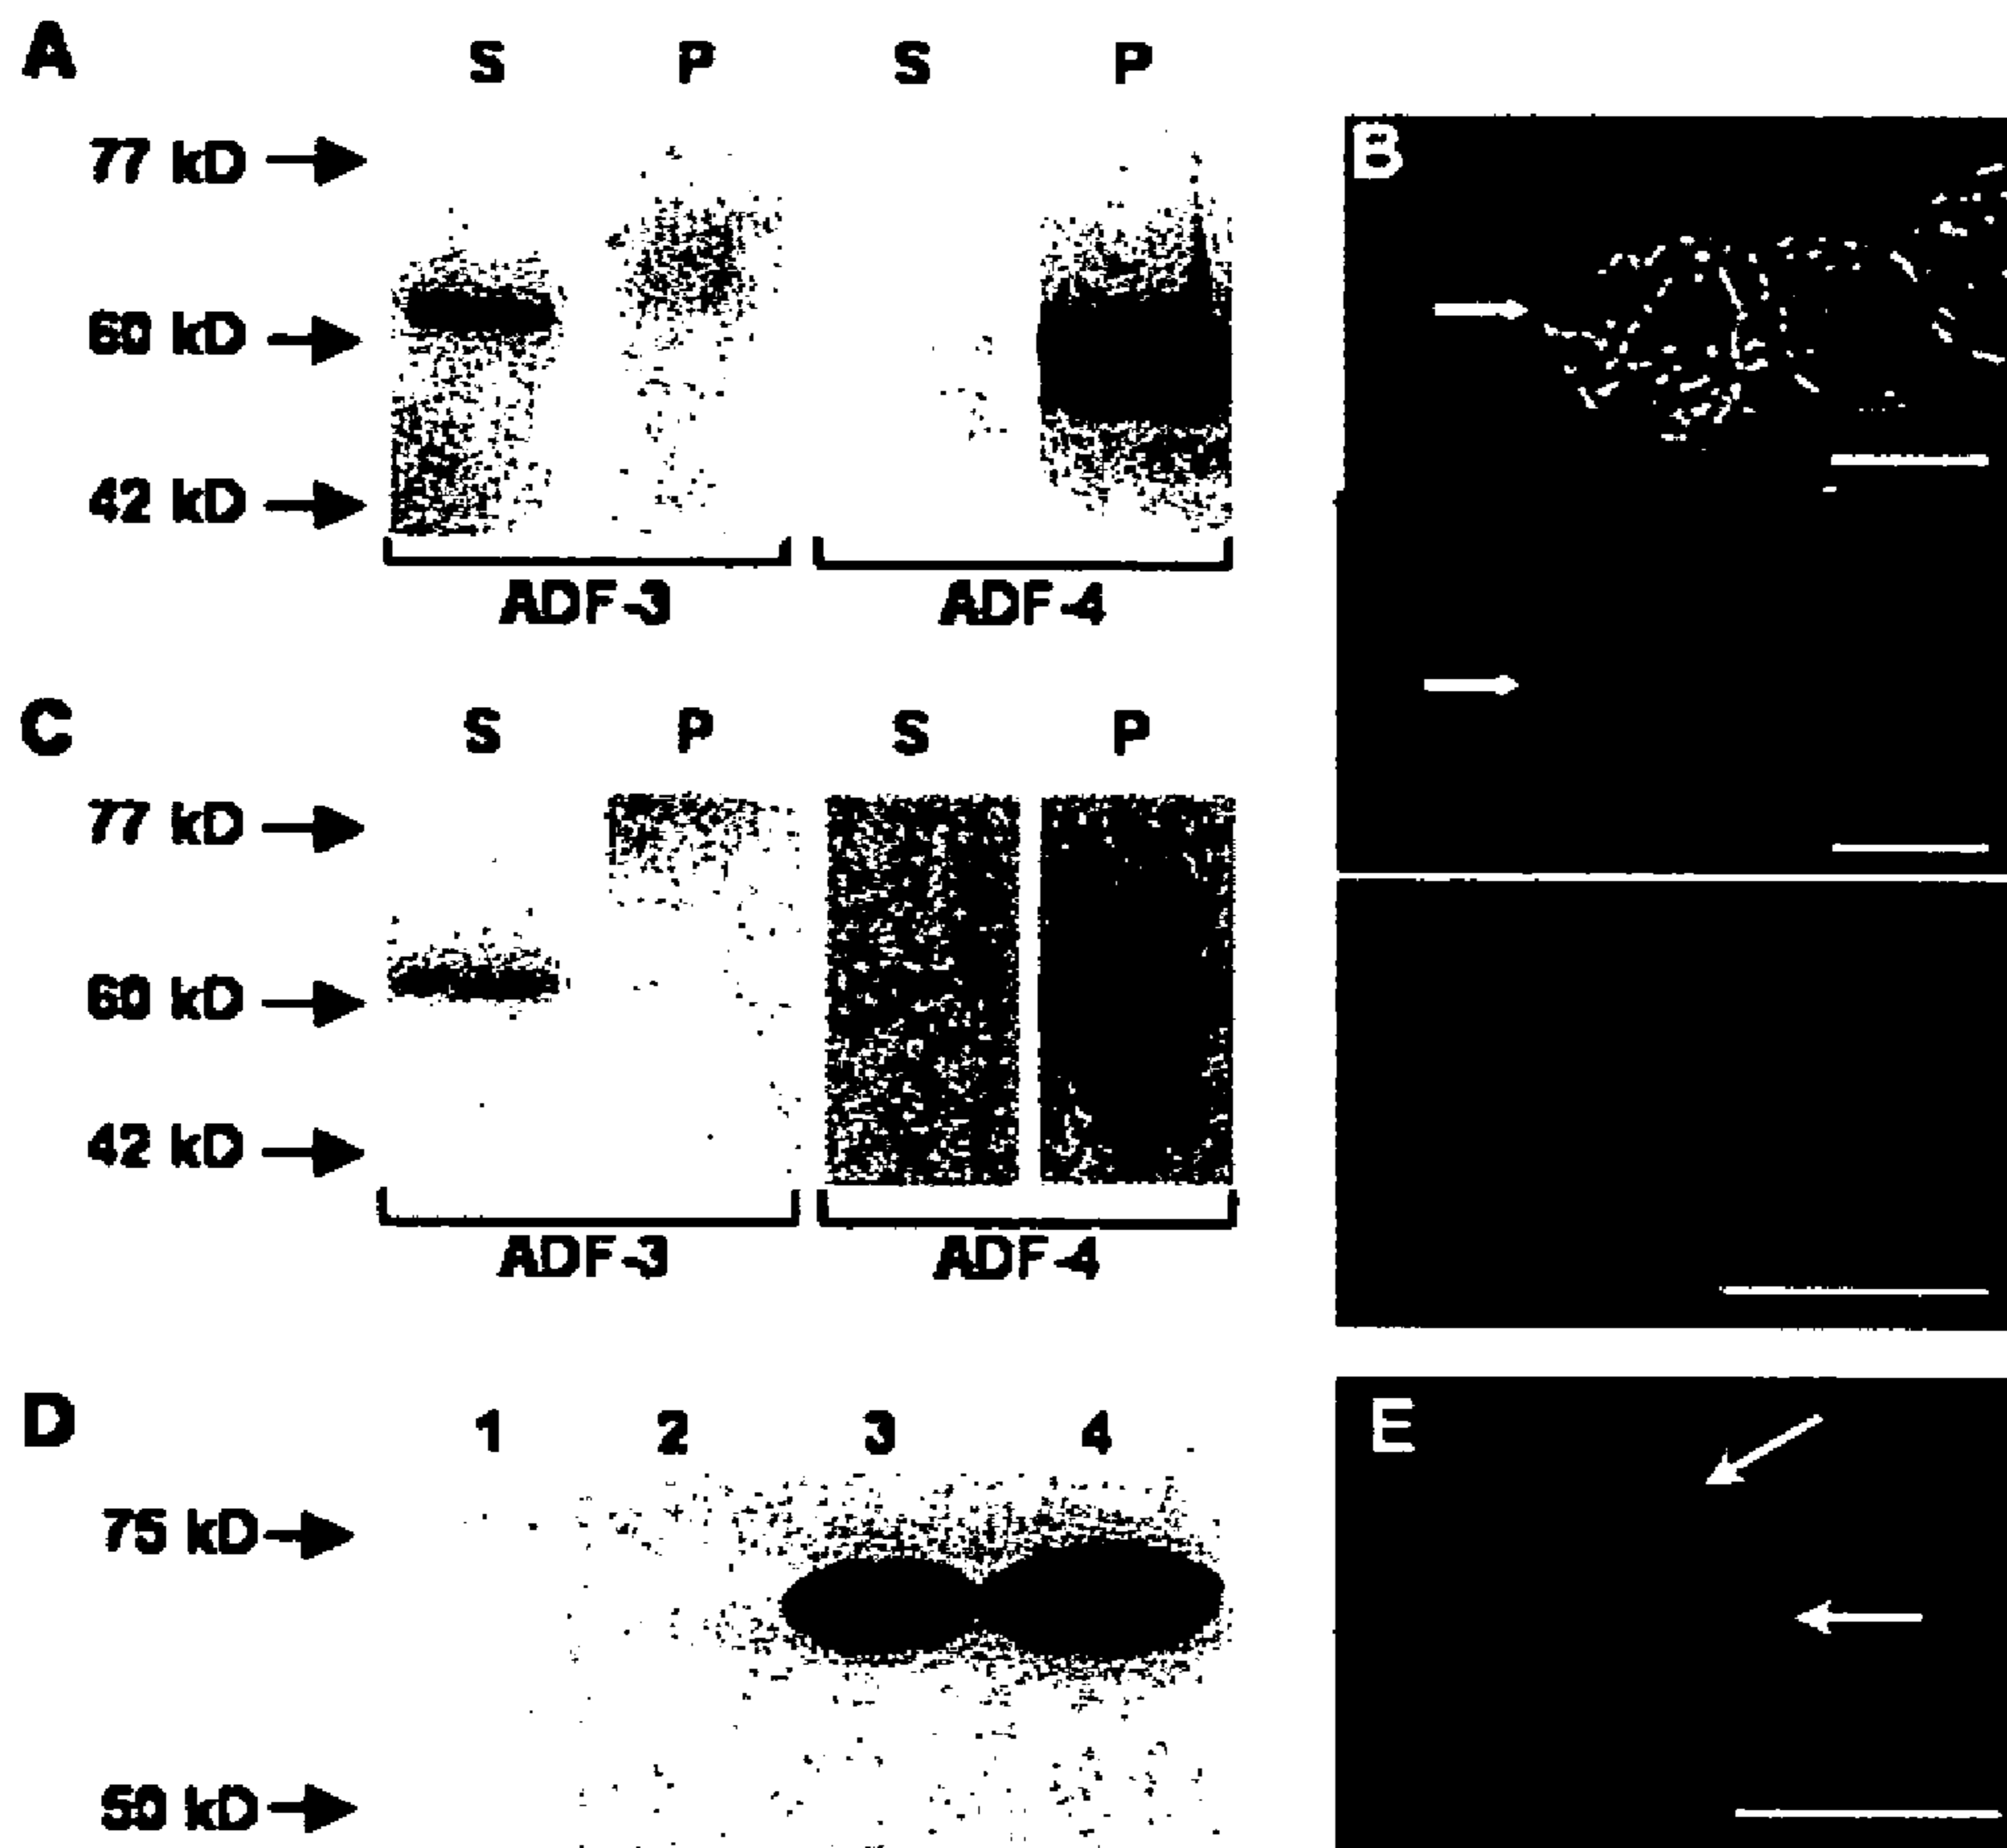 A
S P S P
77 kD
60 kD
42 kD
ADF-3 ADF-4
B
C
S P S P
77 kD
60 kD
42 kD
ADF-3 ADF-4
D
1 2 3 4
75 kD
50 kD
E